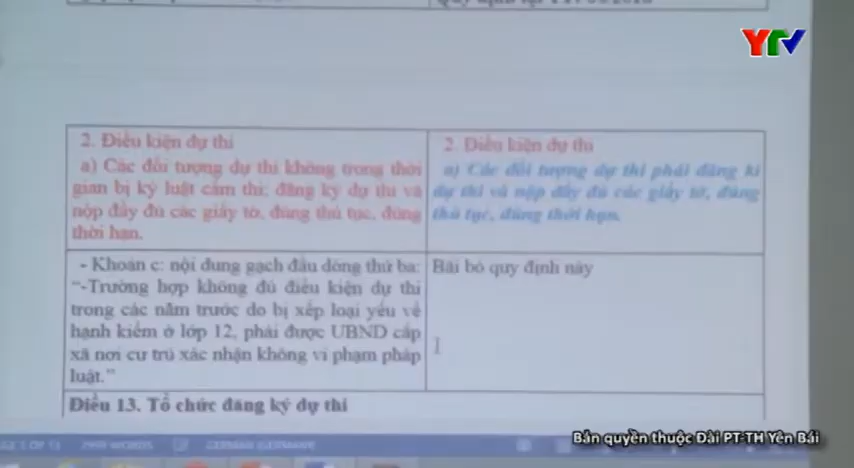 YTV
2. Điều kiện dự thi
a) Các đối tượng dự thi không trong thời
gian bị kỷ luật cấm thi; đăng ký dự thi và
nộp đầy đủ các giấy tờ, đúng thủ tục, đúng
thời hạn.
2. Điều kiện dự thi
a) Các đối tượng dự thi phải đăng kí
dự thi và nộp đầy đủ các giấy tờ, đúng
thủ tục, đúng thời hạn.
- Khoản c: nội dung gạch đầu dòng thứ ba:
"-Trường hợp không đủ điều kiện dự thi
trong các năm trước do bị xếp loại yếu về
hạnh kiểm ở lớp 12, phải được UBND cấp
xã nơi cư trú xác nhận không vi phạm pháp
luật."
Bãi bỏ quy định này
Điều 13. Tổ chức đăng ký dự thi
WORDS
GERMAN (GERMANY)
Bản quyền thuộc Đài PT-TH Yên Bái